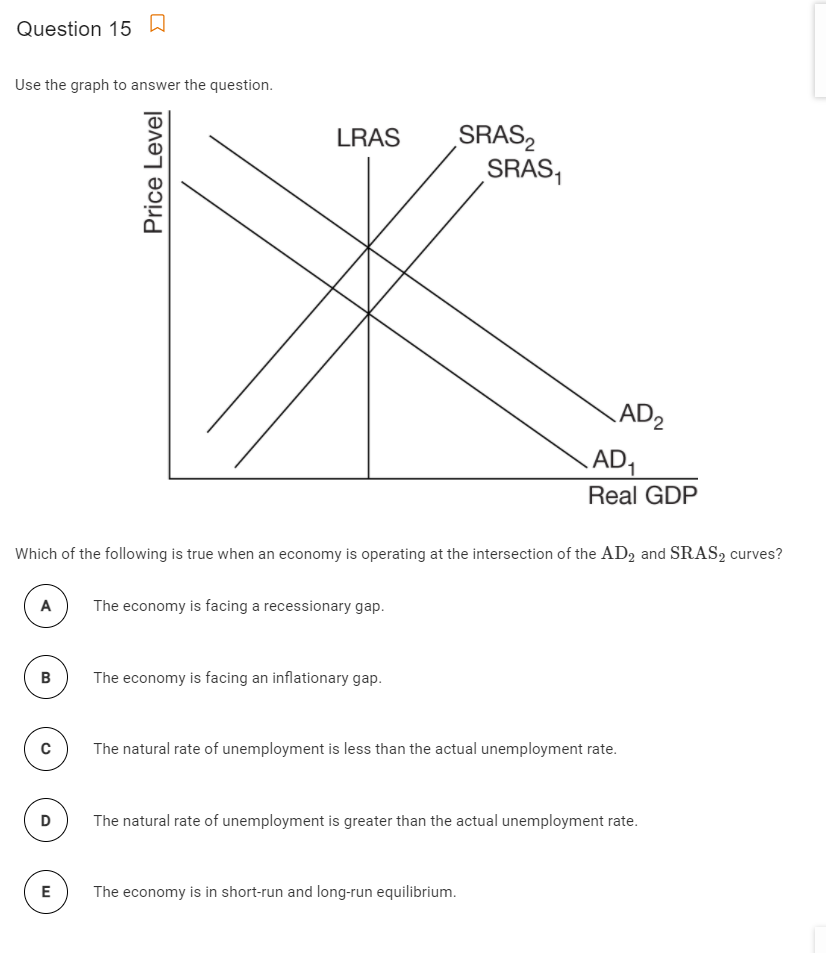 Question 15
Use the graph to answer the question.
Price Level
LRAS
SRAS₂
SRAS₁
AD₂
AD₁
Real GDP
Which of the following is true when an economy is operating at the intersection of the AD₂ and SRAS₂ curves?
A The economy is facing a recessionary gap.
B The economy is facing an inflationary gap.
C The natural rate of unemployment is less than the actual unemployment rate.
D The natural rate of unemployment is greater than the actual unemployment rate.
E The economy is in short-run and long-run equilibrium.